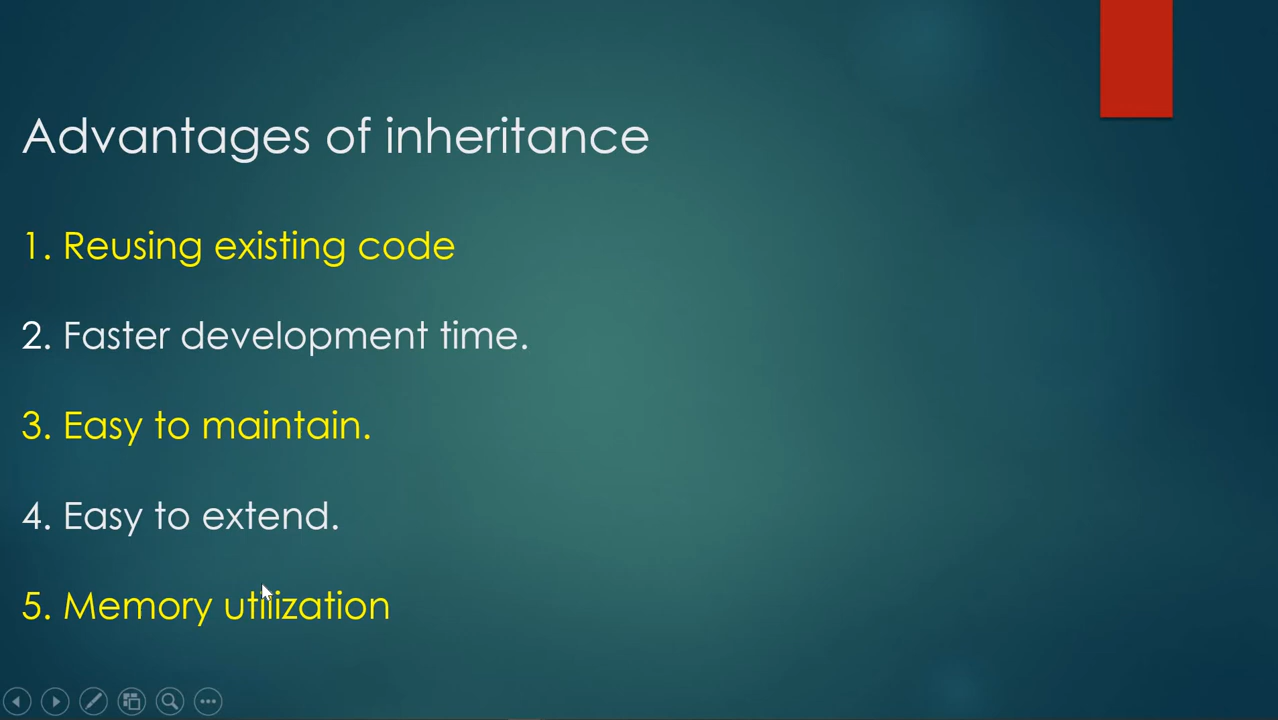 Advantages of inheritance
1. Reusing existing code
2. Faster development time.
3. Easy to maintain.
4. Easy to extend.
5. Memory utilization